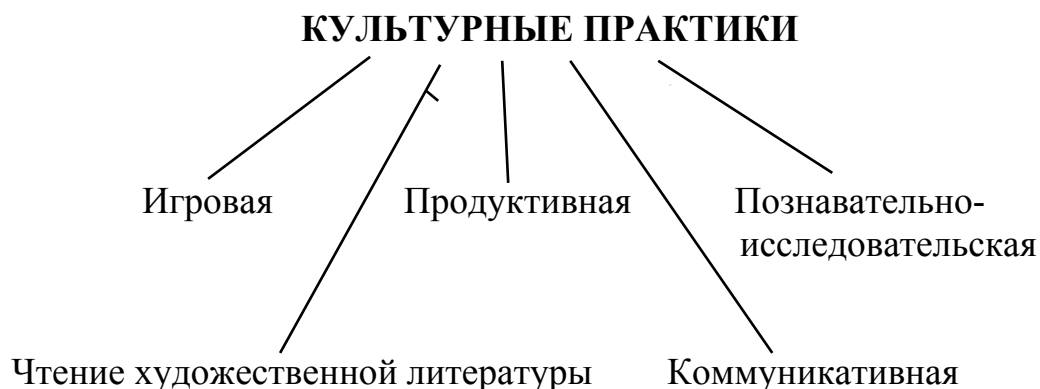 КУЛЬТУРНЫЕ ПРАКТИКИ
Игровая
Продуктивная
Познавательно-
исследовательская
Чтение художественной литературы
Коммуникативная